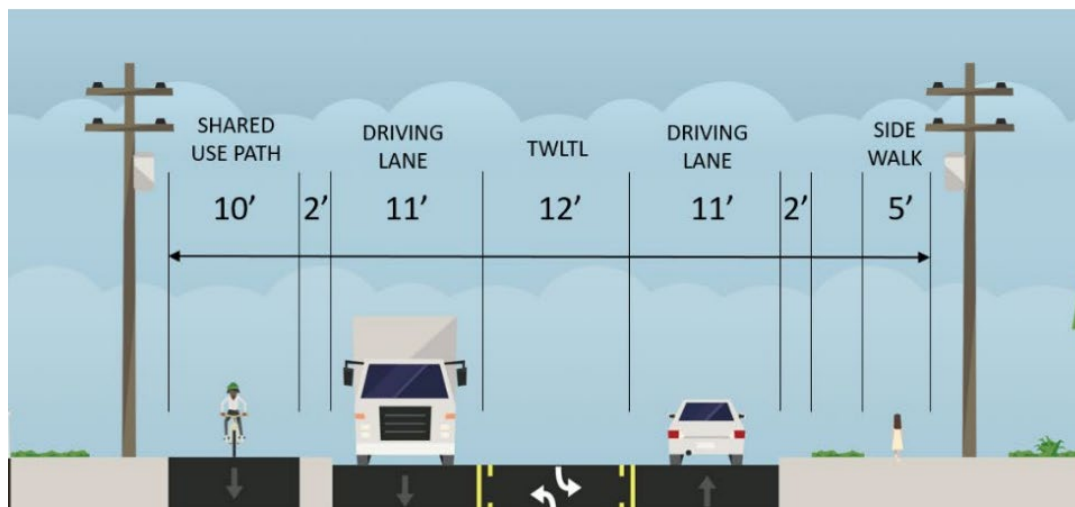 SHARED
USE PATH
DRIVING
LANE
TWLTL
DRIVING
LANE
SIDE
WALK
10’
2’
11’
12’
11’
2’
5’